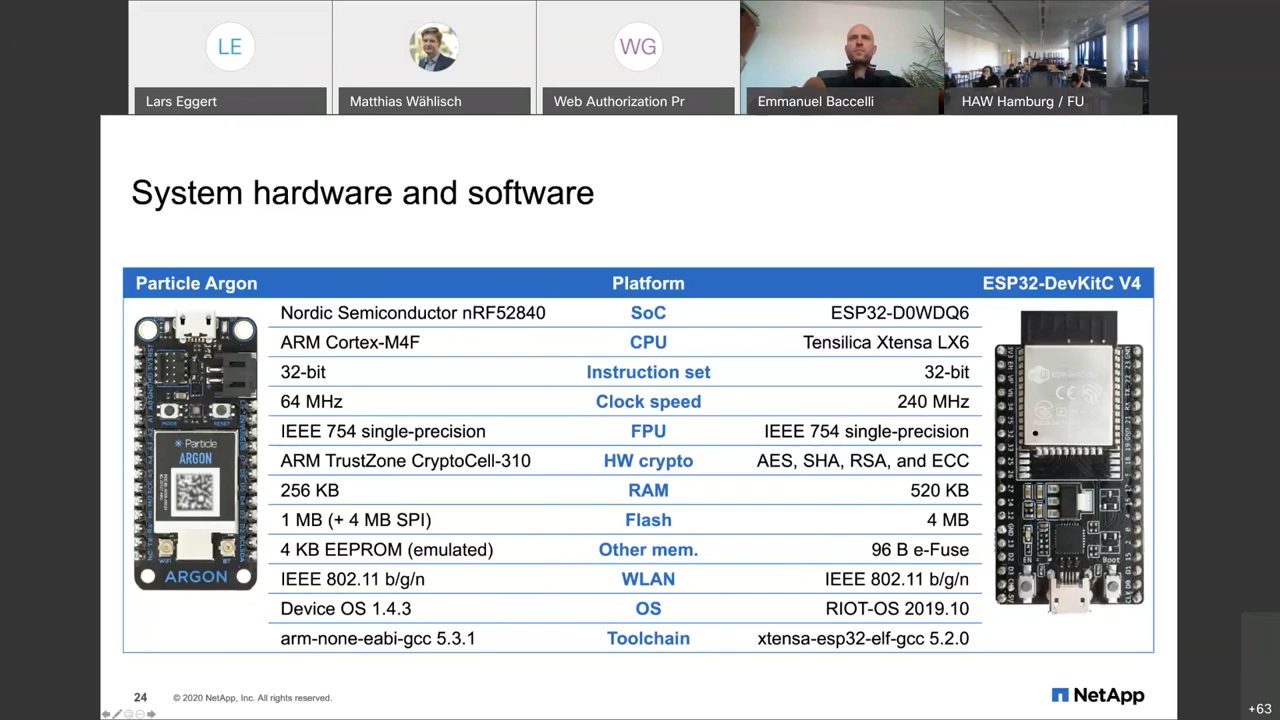 LE
WG
Lars Eggert
Matthias Wählisch
Web Authorization Pr
Emmanuel Baccelli
HAW Hamburg / FU
System hardware and software
Particle Argon Platform ESP32-DevKitC V4
Nordic Semiconductor nRF52840 SoC ESP32-D0WDQ6
ARM Cortex-M4F CPU Tensilica Xtensa LX6
32-bit Instruction set 32-bit
64 MHz Clock speed 240 MHz
IEEE 754 single-precision FPU IEEE 754 single-precision
ARM TrustZone CryptoCell-310 HW crypto AES, SHA, RSA, and ECC
256 KB RAM 520 KB
1 MB (+ 4 MB SPI) Flash 4 MB
4 KB EEPROM (emulated) Other mem. 96 B e-Fuse
IEEE 802.11 b/g/n WLAN IEEE 802.11 b/g/n
Device OS 1.4.3 OS RIOT-OS 2019.10
arm-none-eabi-gcc 5.3.1 Toolchain xtensa-esp32-elf-gcc 5.2.0
MODE RESET
Particle
ARGON
WiFi BT
ARGON
EN Boot
24 © 2020 NetApp, Inc. All rights reserved.
NetApp
+63